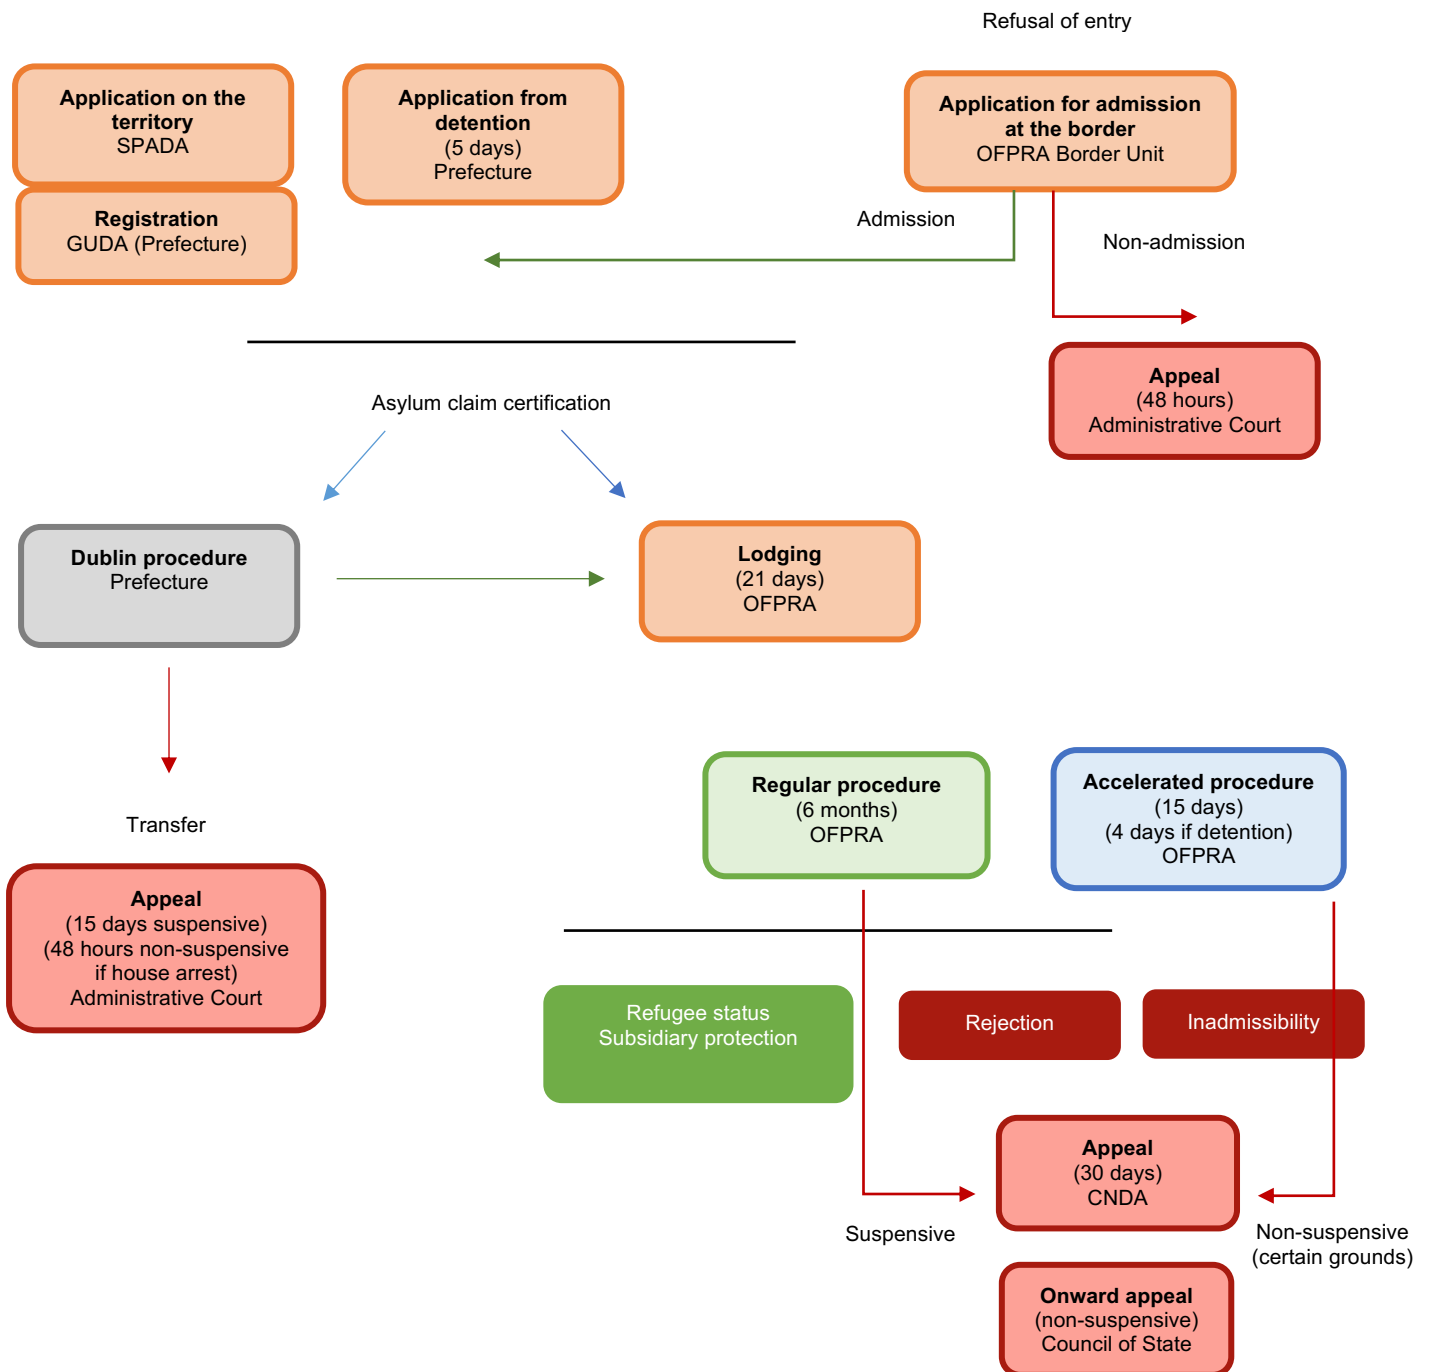 Refusal of entry
Application on the
territory
SPADA
Application from
detention
(5 days)
Prefecture
Application for admission
at the border
OFPRA Border Unit
Registration
GUDA (Prefecture)
Admission
Non-admission
Appeal
(48 hours)
Administrative Court
Asylum claim certification
Dublin procedure
Prefecture
Lodging
(21 days)
OFPRA
Transfer
Regular procedure
(6 months)
OFPRA
Accelerated procedure
(15 days)
(4 days if detention)
OFPRA
Appeal
(15 days suspensive)
(48 hours non-suspensive
if house arrest)
Administrative Court
Refugee status
Subsidiary protection
Rejection
Inadmissibility
Appeal
(30 days)
CNDA
Suspensive
Non-suspensive
(certain grounds)
Onward appeal
(non-suspensive)
Council of State